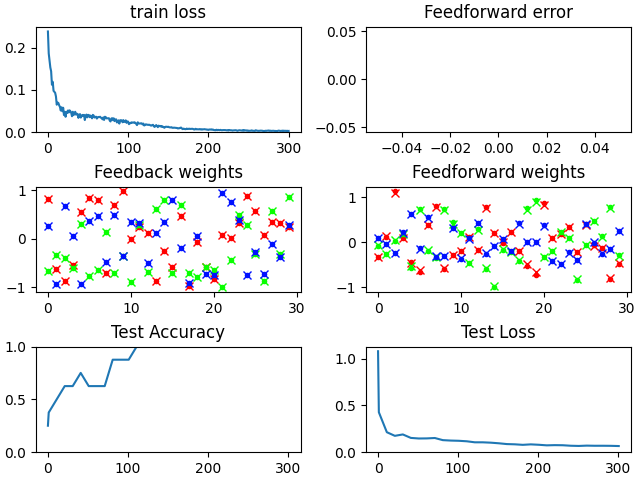 train loss
0.2
0.1
0.0
0 100 200 300
Feedforward error
0.05
0.00
−0.05
−0.04 −0.02 0.00 0.02 0.04
Feedback weights
1
0
−1
0 10 20 30
Feedforward weights
1
0
−1
0 10 20 30
Test Accuracy
1.0
0.5
0.0
0 100 200 300
Test Loss
1.0
0.5
0.0
0 100 200 300